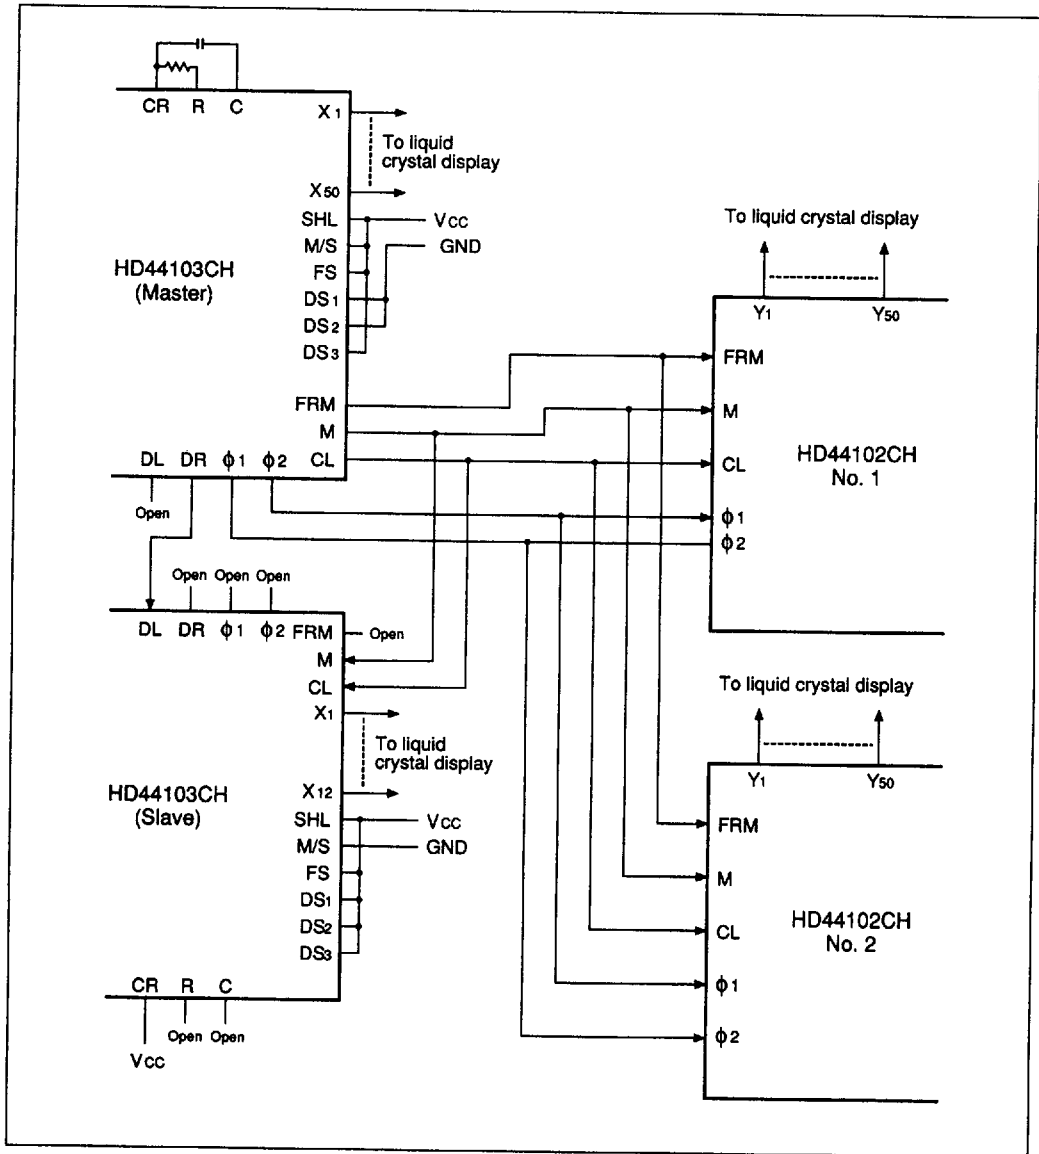 CR R C
X1
To liquid
crystal display
X50
SHL
Vcc
M/S
GND
HD44103CH
(Master)
FS
DS1
DS2
DS3
FRM
M
CL
DL DR ϕ1 ϕ2
Open
To liquid crystal display
Y1 Y50
FRM
M
CL
HD44102CH
No. 1
ϕ1
ϕ2
Open Open Open
DL DR ϕ1 ϕ2 FRM
Open
M
CL
X1
To liquid
crystal display
HD44103CH
(Slave)
X12
SHL
Vcc
M/S
GND
FS
DS1
DS2
DS3
CR R C
Open Open
Vcc
To liquid crystal display
Y1 Y50
FRM
M
HD44102CH
No. 2
CL
ϕ1
ϕ2